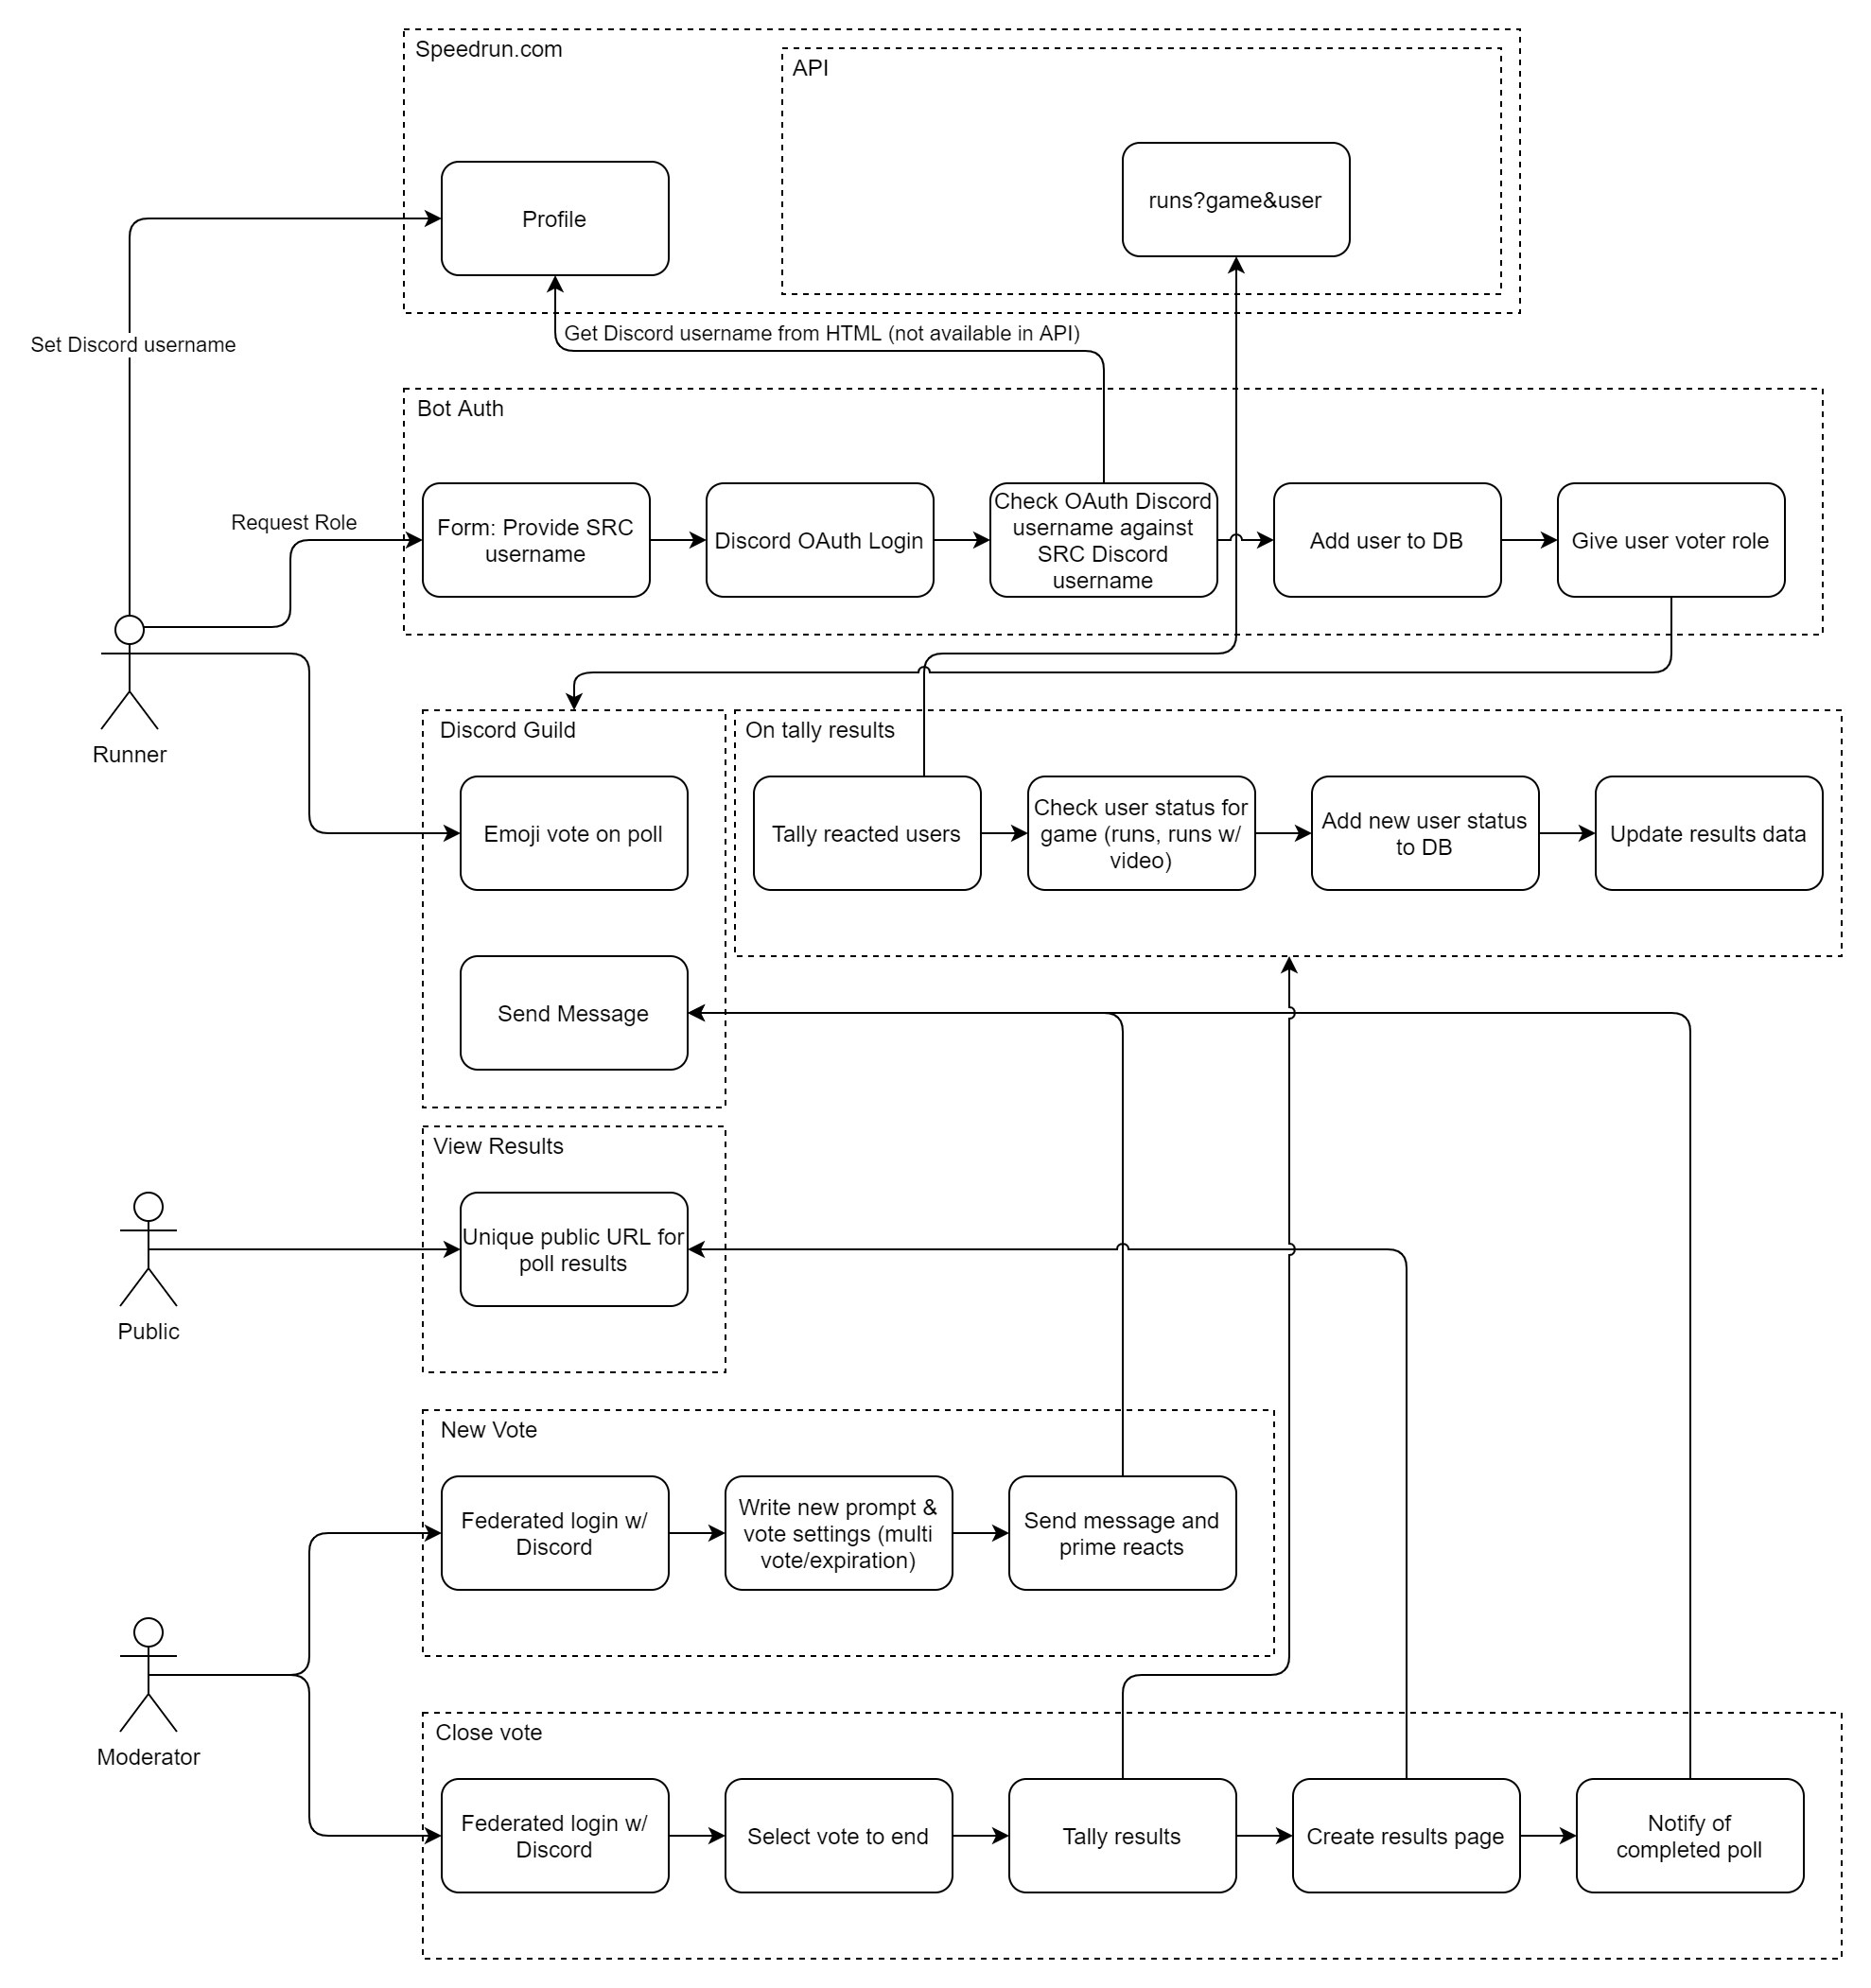 Speedrun.com
API
Profile
runs?game&user
Set Discord username
Get Discord username from HTML (not available in API)
Bot Auth
Request Role
Form: Provide SRC
username
Discord OAuth Login
Check OAuth Discord
username against
SRC Discord
username
Add user to DB
Give user voter role
Runner
Discord Guild
Emoji vote on poll
Send Message
On tally results
Tally reacted users
Check user status for
game (runs, runs w/
video)
Add new user status
to DB
Update results data
View Results
Unique public URL for
poll results
Public
New Vote
Federated login w/
Discord
Write new prompt &
vote settings (multi
vote/expiration)
Send message and
prime reacts
Moderator
Close vote
Federated login w/
Discord
Select vote to end
Tally results
Create results page
Notify of
completed poll